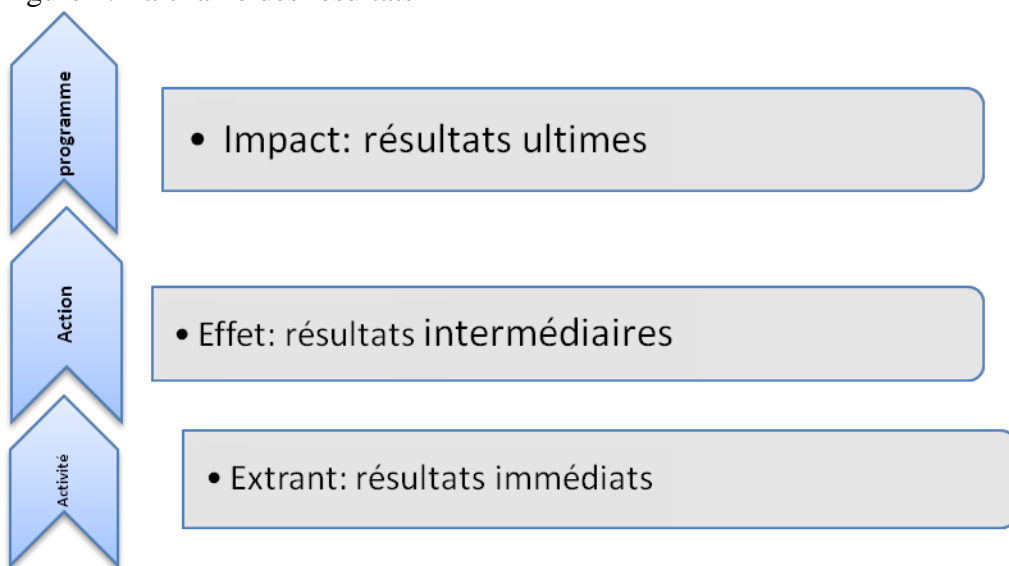 programme
• Impact: résultats ultimes
Action
• Effet: résultats intermédiaires
Activité
• Extrant: résultats immédiats